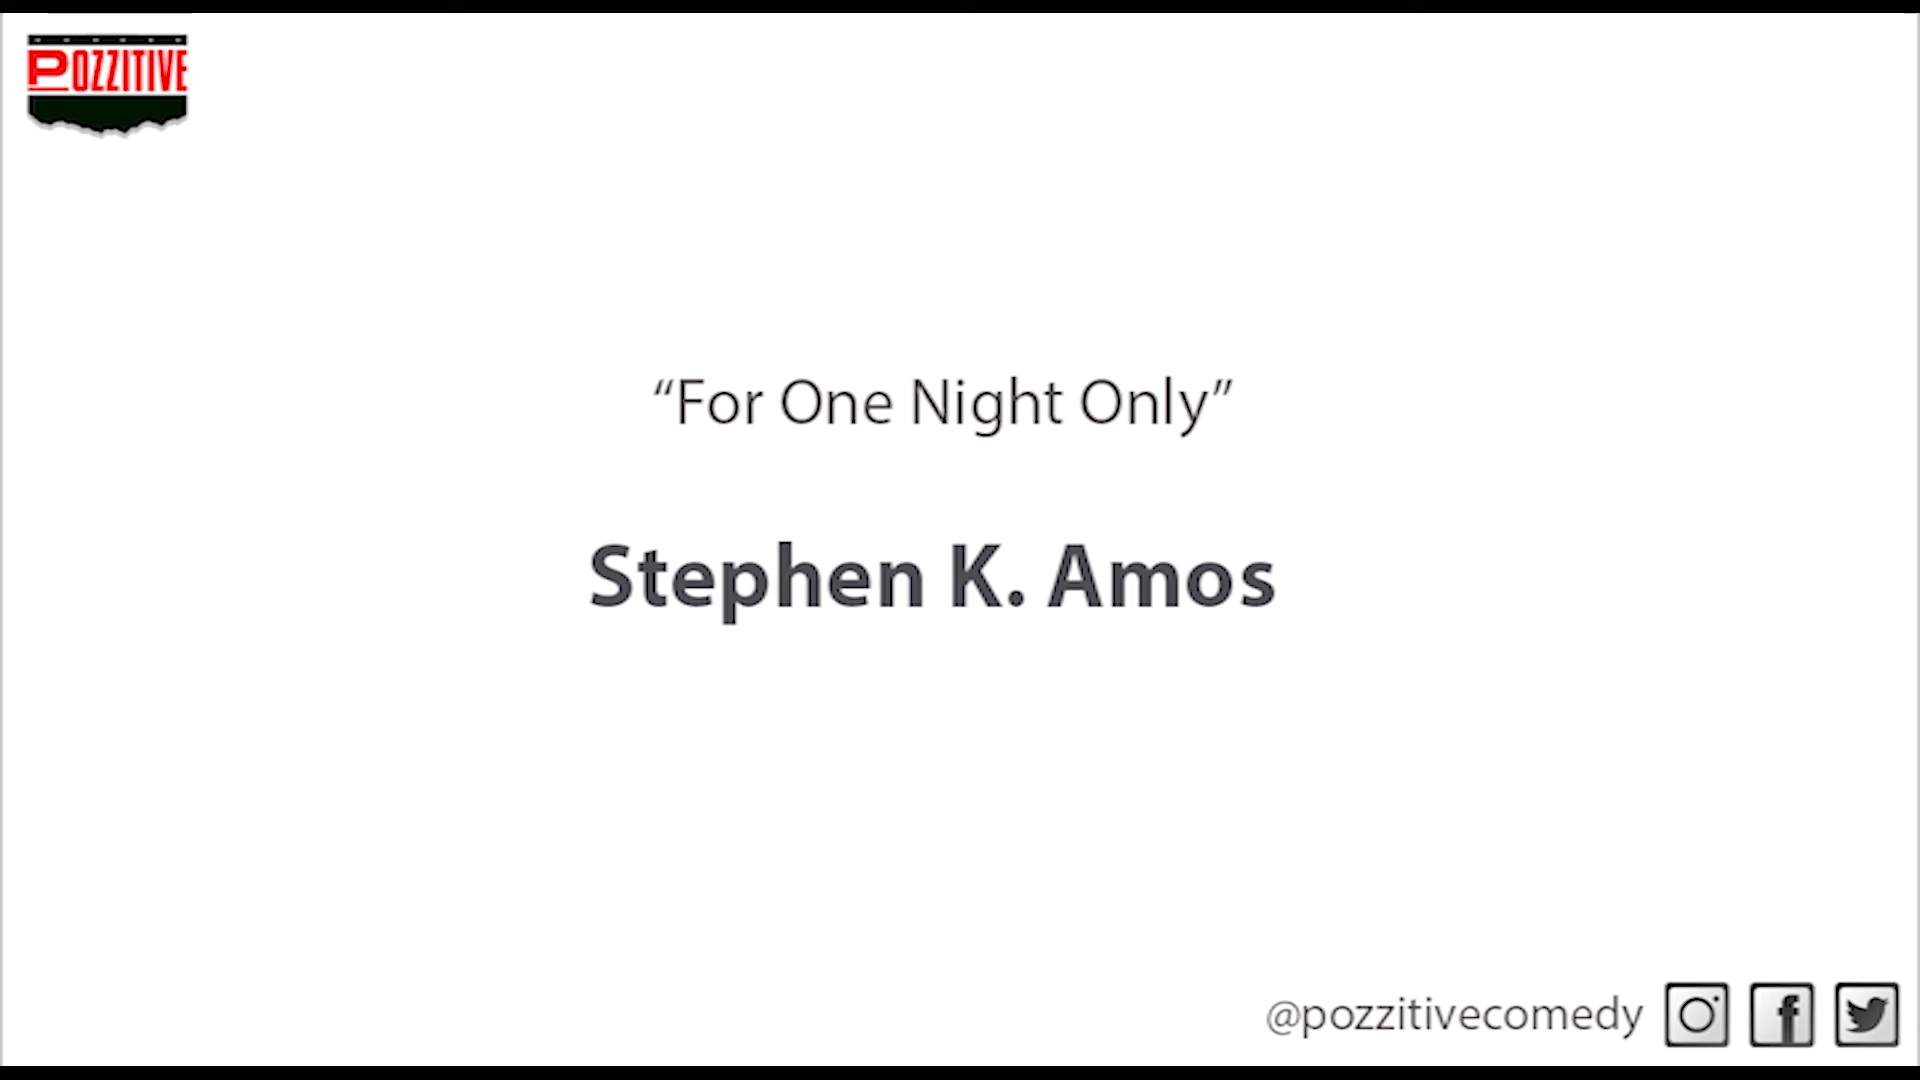 POZZITIVE
“For One Night Only”
Stephen K. Amos
@pozzitivecomedy